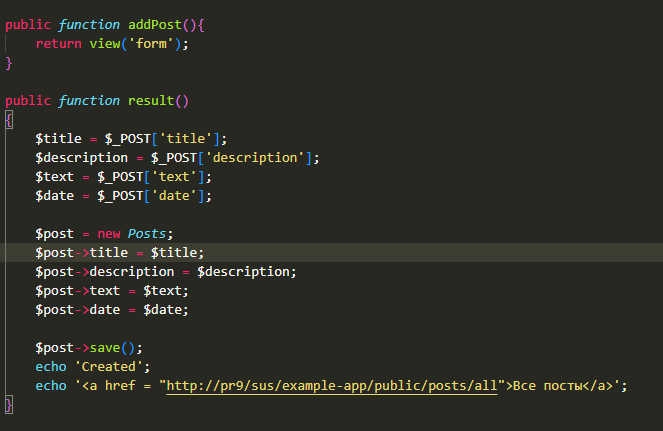 public function addPost(){
return view('form');
}
public function result()
{
$title = $_POST['title'];
$description = $_POST['description'];
$text = $_POST['text'];
$date = $_POST['date'];
$post = new Posts;
$post->title = $title;
$post->description = $description;
$post->text = $text;
$post->date = $date;
$post->save();
echo 'Created';
echo '<a href = "http://pr9/sus/example-app/public/posts/all">Все посты</a>';
}